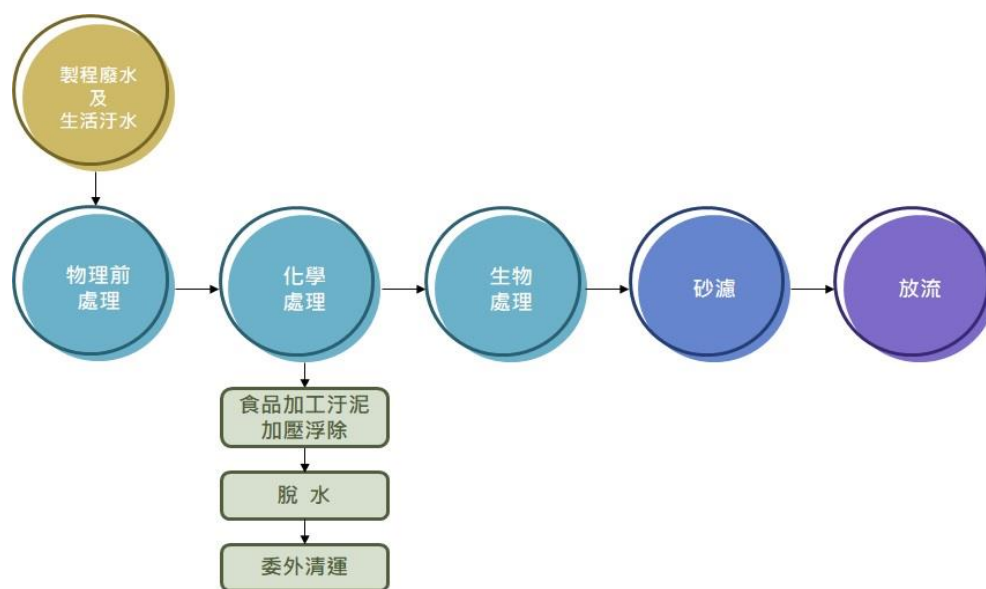 製程廢水
及
生活汙水
物理前
處理
化學
處理
生物
處理
砂濾
放流
食品加工汙泥
加壓浮除
脫 水
委外清運